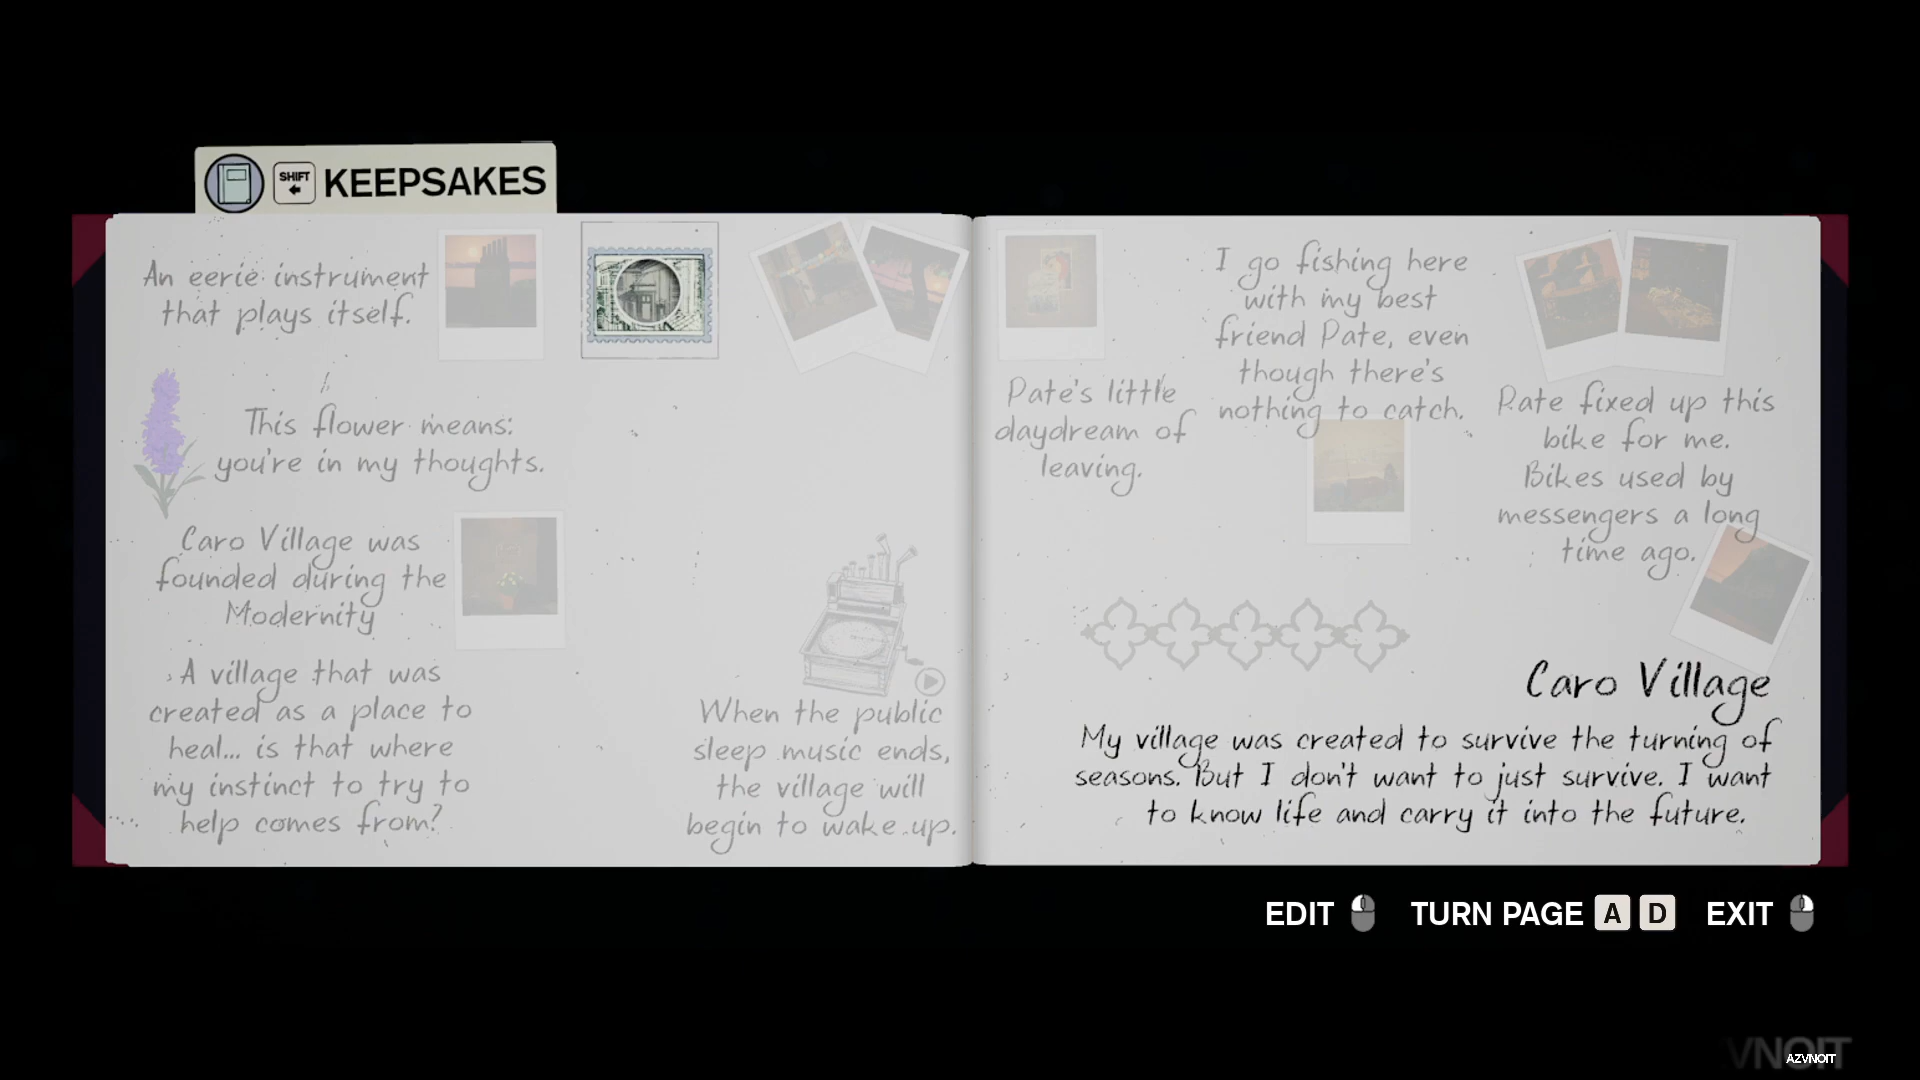 SHIFT
KEEPSAKES
An eerie instrument
that plays itself.
This flower means:
you're in my thoughts.
Caro Village was
founded during the
Modernity
A village that was
created as a place to
heal... is that where
my instinct to try to
help comes from?
When the public
sleep music ends,
the village will
begin to wake up.
Pate's little
daydream of
leaving.
I go fishing here
with my best
friend Pate, even
though there's
nothing to catch.
Pate fixed up this
bike for me.
Bikes used by
messengers a long
time ago.
Caro Village
My village was created to survive the turning of
seasons. But I don't want to just survive. I want
to know life and carry it into the future.
EDIT TURN PAGE A D EXIT
VNOIT
AZVNOIT